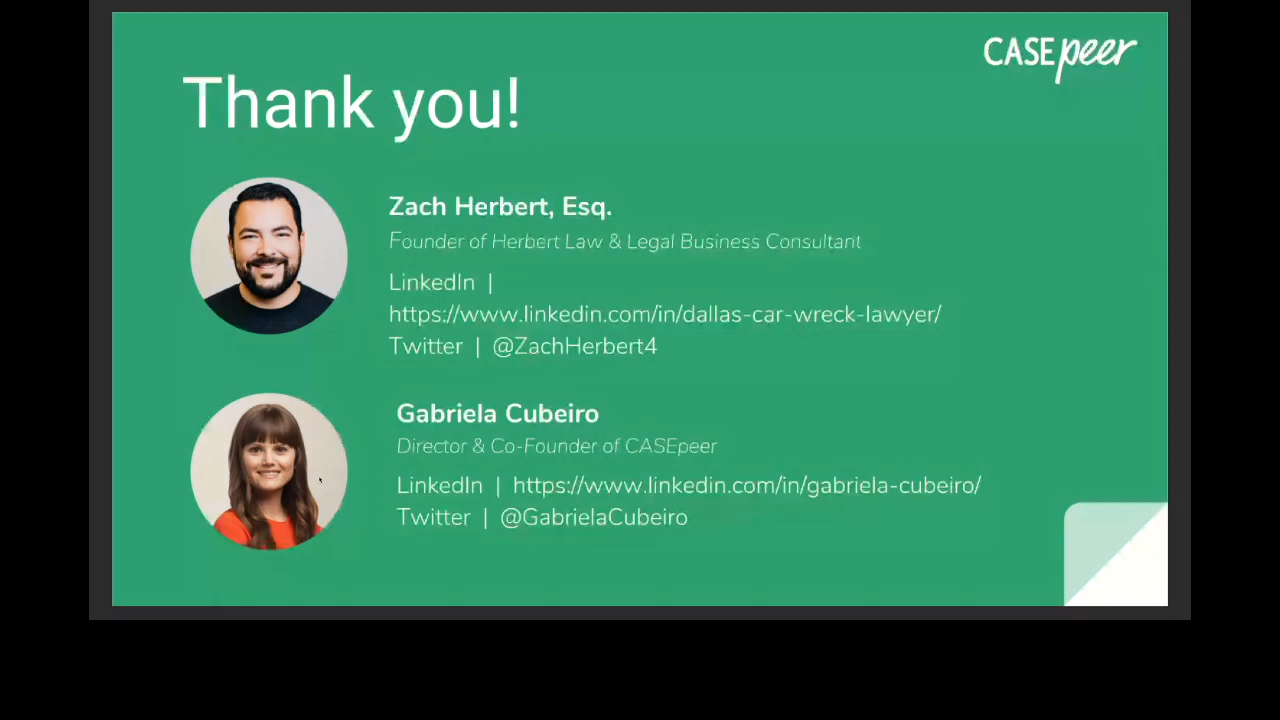 CASEpeer
Thank you!
Zach Herbert, Esq.
Founder of Herbert Law & Legal Business Consultant
LinkedIn |
https://www.linkedin.com/in/dallas-car-wreck-lawyer/
Twitter | @ZachHerbert4
Gabriela Cubeiro
Director & Co-Founder of CASEpeer
LinkedIn | https://www.linkedin.com/in/gabriela-cubeiro/
Twitter | @GabrielaCubeiro